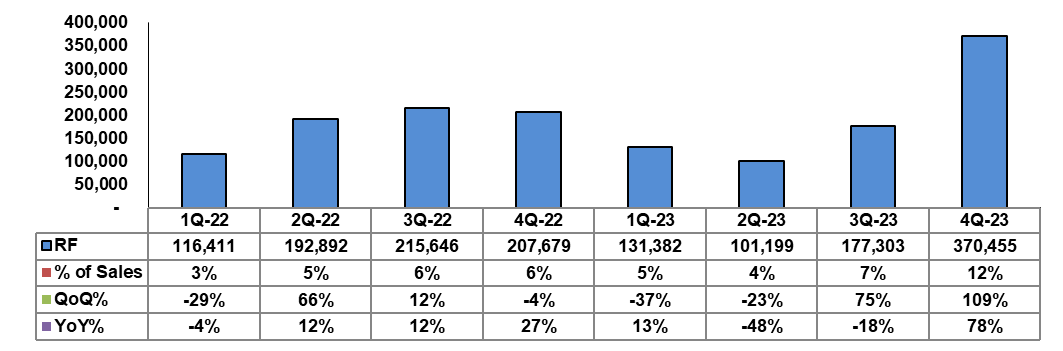 400,000
350,000
300,000
250,000
200,000
150,000
100,000
50,000
-
1Q-22 2Q-22 3Q-22 4Q-22 1Q-23 2Q-23 3Q-23 4Q-23
RF 116,411 192,892 215,646 207,679 131,382 101,199 177,303 370,455
% of Sales 3% 5% 6% 6% 5% 4% 7% 12%
QoQ% -29% 66% 12% -4% -37% -23% 75% 109%
YoY% -4% 12% 12% 27% 13% -48% -18% 78%